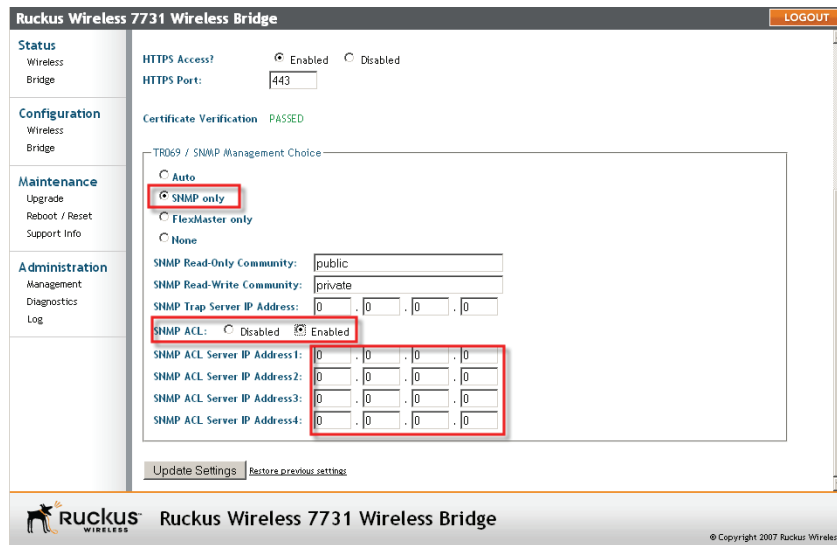 Ruckus Wireless 7731 Wireless Bridge
LOGOUT
Status
Wireless
Bridge
Configuration
Wireless
Bridge
Maintenance
Upgrade
Reboot / Reset
Support Info
Administration
Management
Diagnostics
Log
HTTPS Access? Enabled Disabled
HTTPS Port: 443
Certificate Verification PASSED
TR069 / SNMP Management Choice
Auto
SNMP only
FlexMaster only
None
SNMP Read-Only Community: public
SNMP Read-Write Community: private
SNMP Trap Server IP Address: 0 . 0 . 0 . 0
SNMP ACL: Disabled Enabled
SNMP ACL Server IP Address1: 0 . 0 . 0 . 0
SNMP ACL Server IP Address2: 0 . 0 . 0 . 0
SNMP ACL Server IP Address3: 0 . 0 . 0 . 0
SNMP ACL Server IP Address4: 0 . 0 . 0 . 0
Update Settings Restore previous settings
Ruckus WIRELESS Ruckus Wireless 7731 Wireless Bridge
© Copyright 2007 Ruckus Wireles